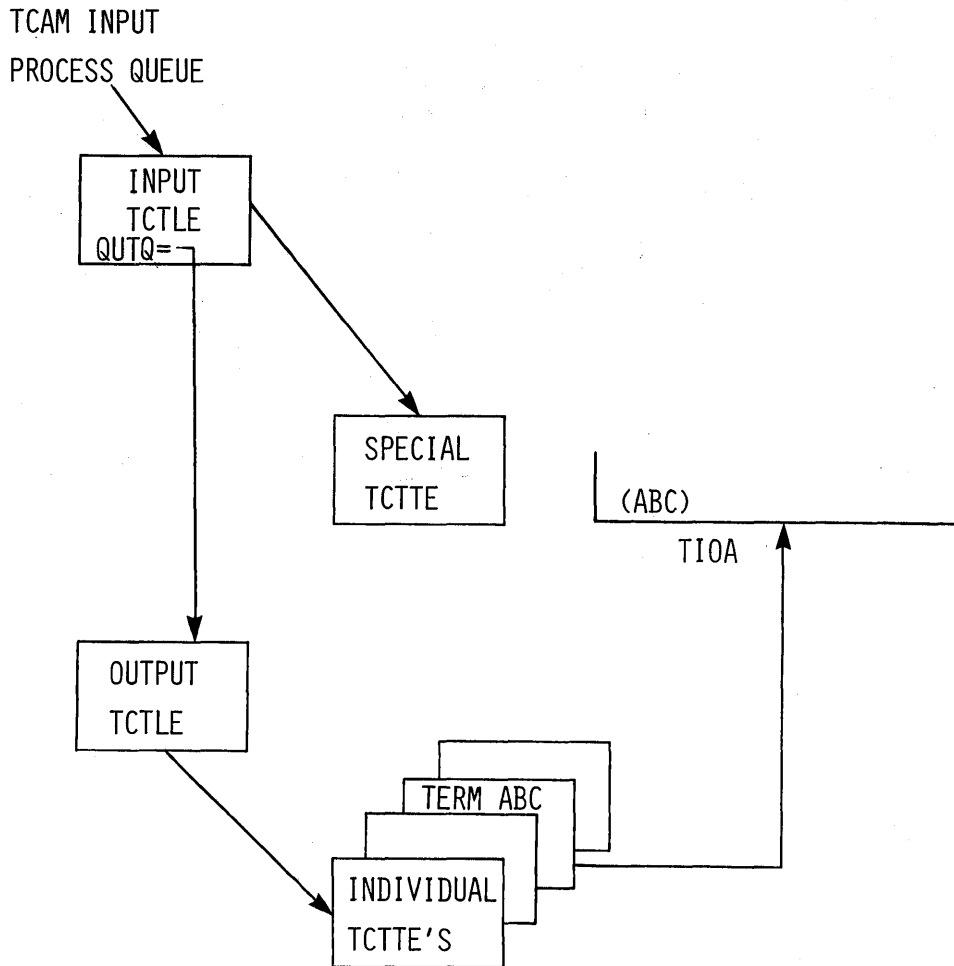 TCAM INPUT
PROCESS QUEUE
INPUT
TCTLE
QUTQ=
SPECIAL
TCTTE
(ABC)
TIOA
OUTPUT
TCTLE
TERM ABC
INDIVIDUAL
TCTTE'S